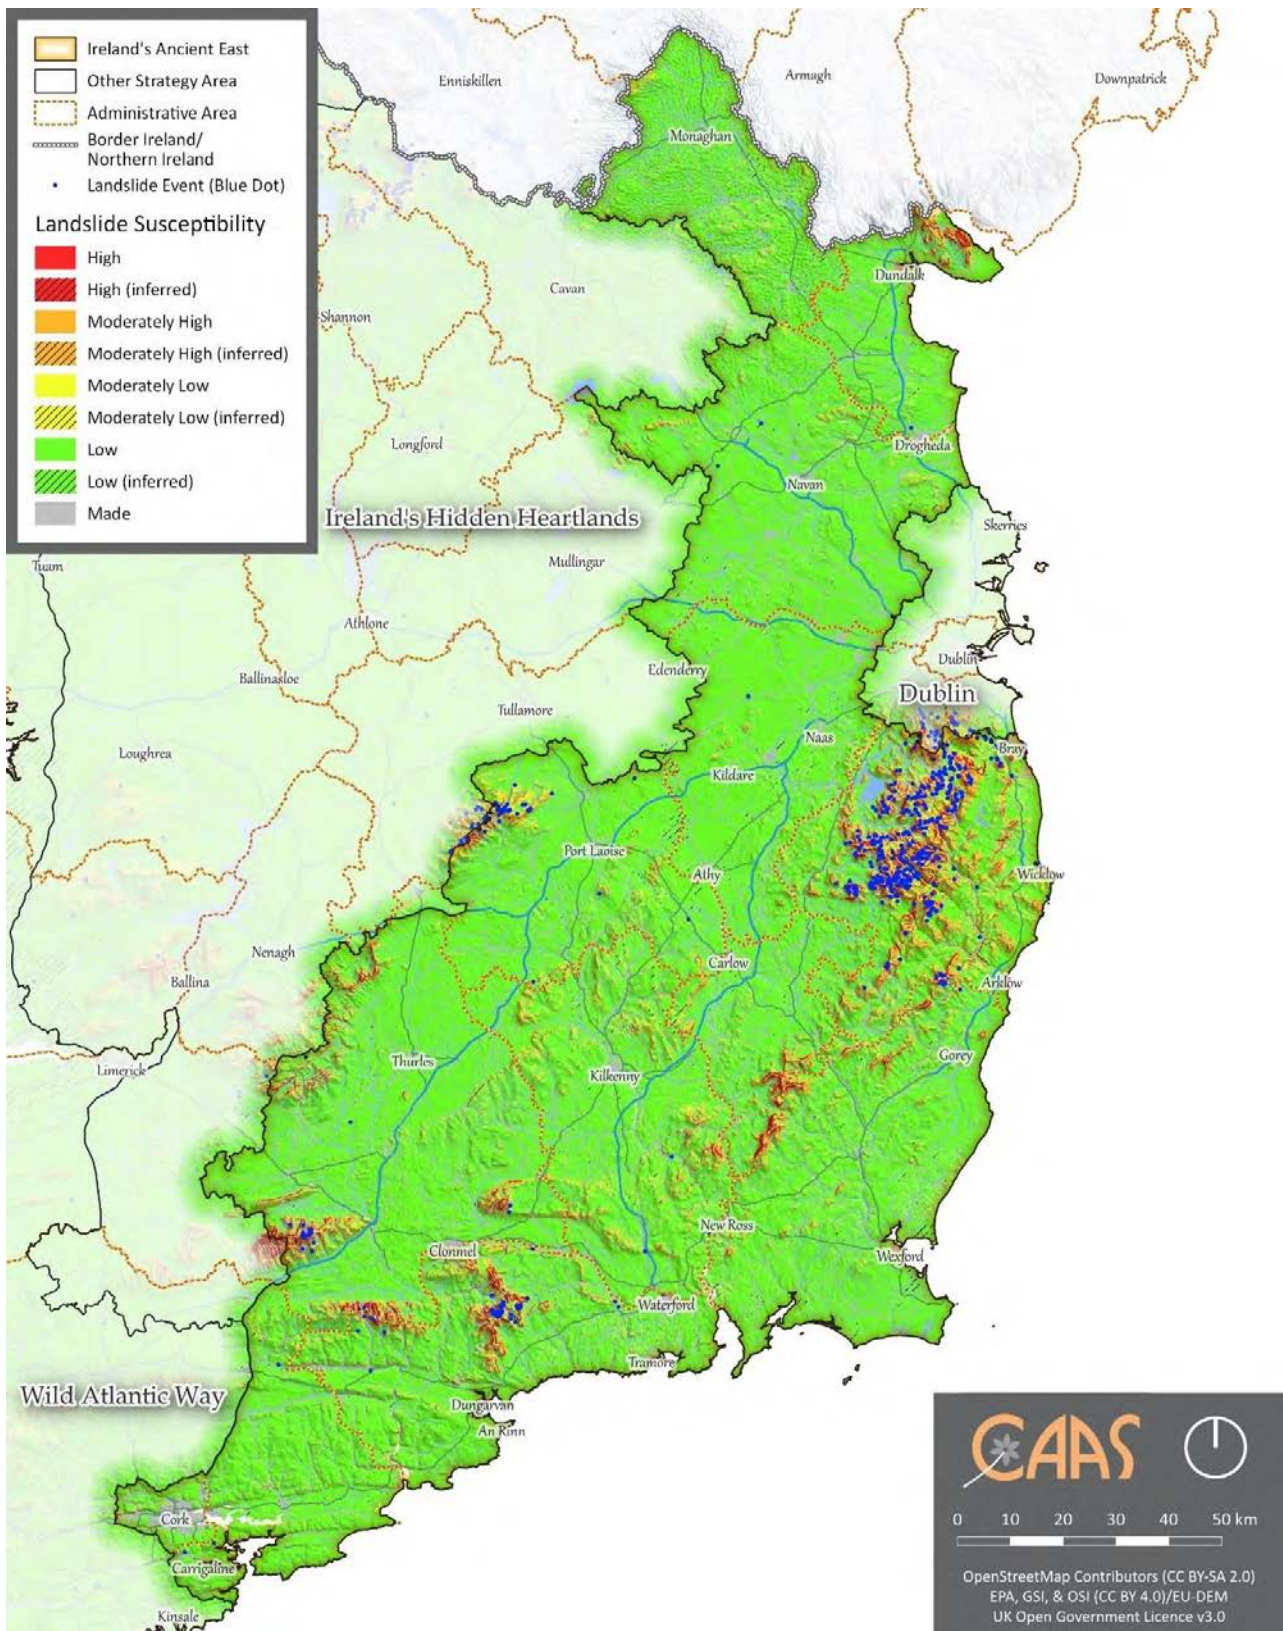 Ireland's Ancient East
Other Strategy Area
Administrative Area
Border Ireland/
Northern Ireland
Landslide Event (Blue Dot)
Landslide Susceptibility
High
High (inferred)
Moderately High
Moderately High (inferred)
Moderately Low
Moderately Low (inferred)
Low
Low (inferred)
Made
Enniskillen
Armagh
Downpatrick
Monaghan
Dundalk
Cavan
Shannon
Longford
Drogheda
Navan
Ireland's Hidden Heartlands
Skerries
Mullingar
Tuam
Athlone
Dublin
Edenderry
Ballinasloe
Dublin
Tullamore
Naas
Bray
Loughrea
Kildare
Port Laoise
Athy
Wicklow
Nenagh
Carlow
Ballina
Arklow
Gorey
Thurles
Limerick
Kilkenny
New Ross
Clonmel
Wexford
Waterford
Tramore
Wild Atlantic Way
Dungarvan
An Rinn
Cork
Carrigaline
Kinsale
CAAS
0 10 20 30 40 50 km
OpenStreetMap Contributors (CC BY-SA 2.0)
EPA, GSI, & OSI (CC BY 4.0)/EU-DEM
UK Open Government Licence v3.0